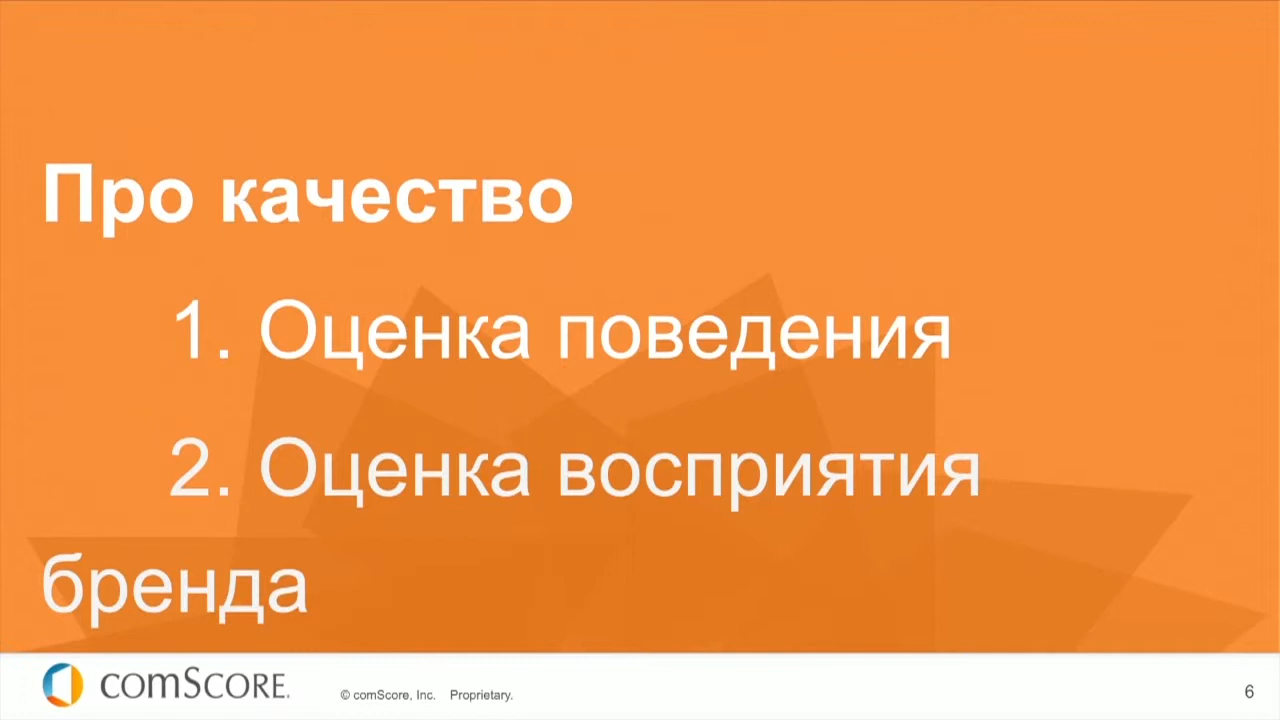 Про качество
1. Оценка поведения
2. Оценка восприятия
бренда
comScore.
© comScore, Inc. Proprietary.
6